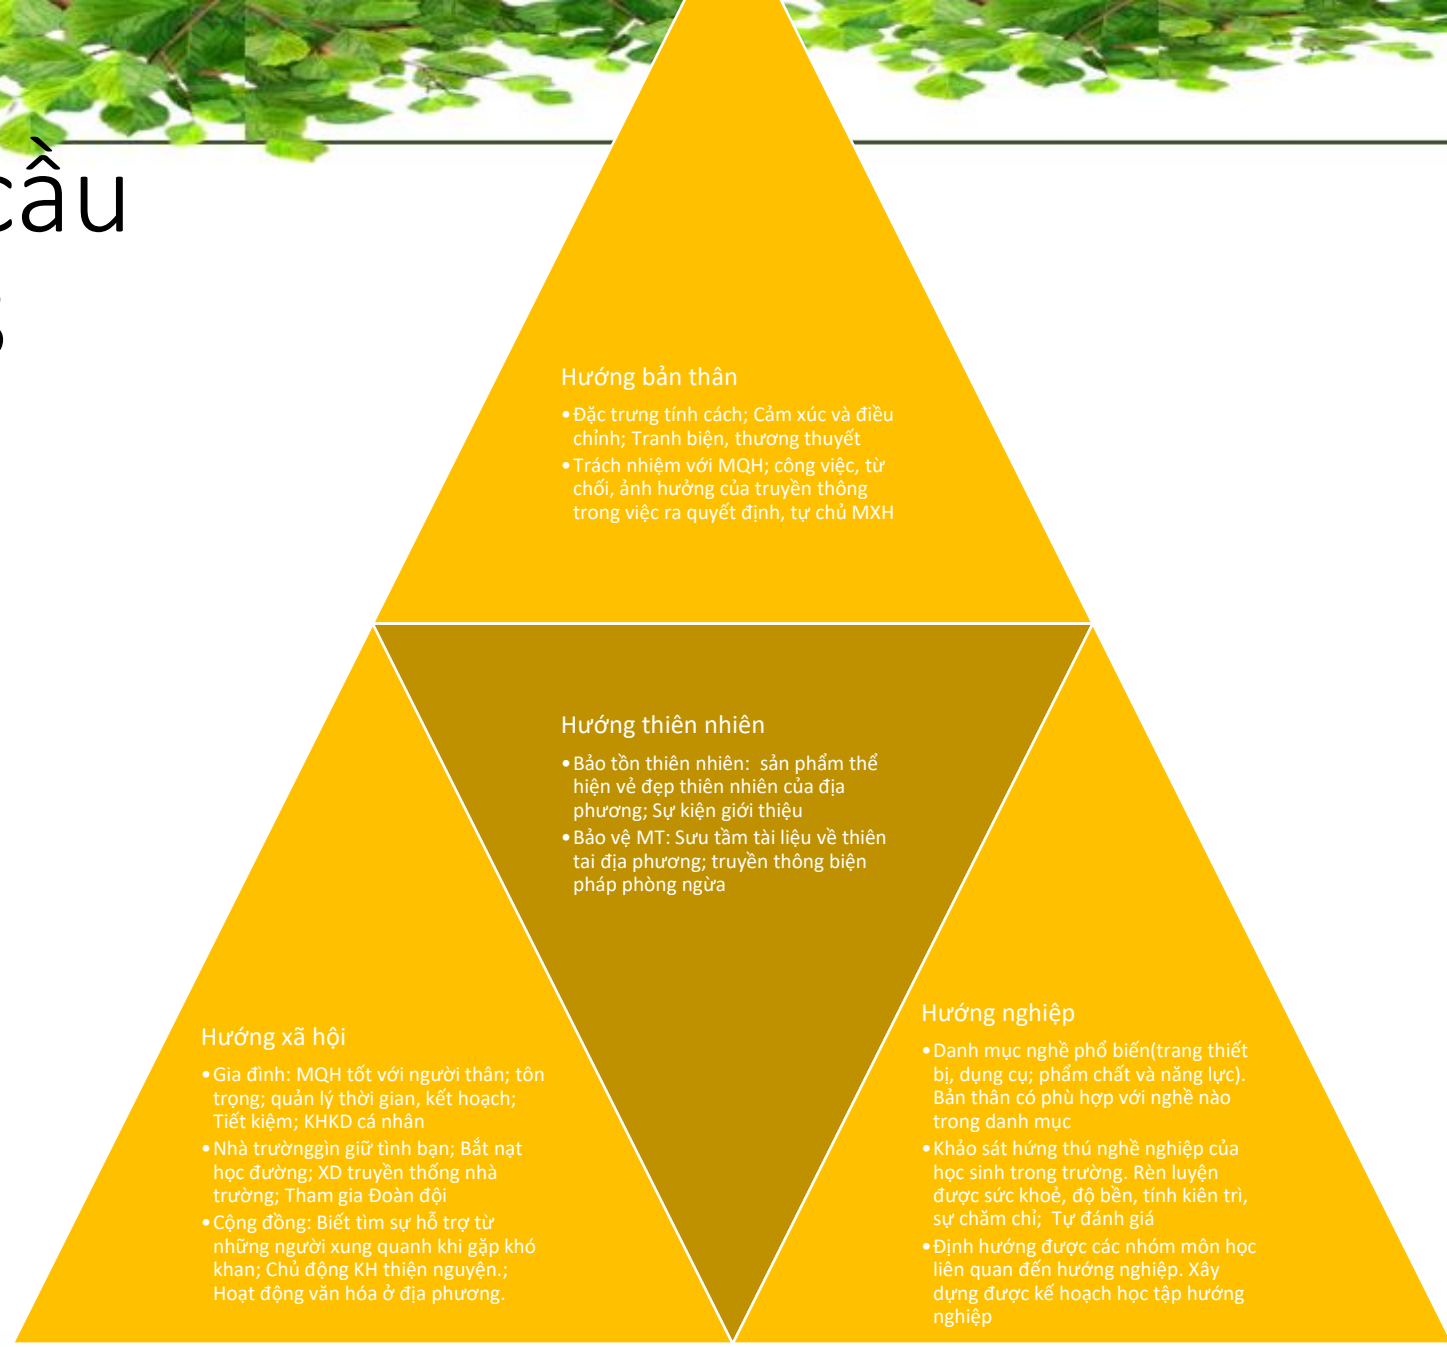 cầu
Hướng bản thân
•Đặc trưng tính cách; Cảm xúc và điều
chỉnh; Tranh biện, thương thuyết
•Trách nhiệm với MQH; công việc, từ
chối, ảnh hưởng của truyền thông
trong việc ra quyết định, tự chủ MXH
Hướng thiên nhiên
•Bảo tồn thiên nhiên:  sản phẩm thể
hiện vẻ đẹp thiên nhiên của địa
phương; Sự kiện giới thiệu
•Bảo vệ MT: Sưu tầm tài liệu về thiên
tai địa phương; truyền thông biện
pháp phòng ngừa
Hướng xã hội
•Gia đình: MQH tốt với người thân; tôn
trọng; quản lý thời gian, kết hoạch;
Tiết kiệm; KHKD cá nhân
•Nhà trườnggìn giữ tình bạn; Bắt nạt
học đường; XD truyền thống nhà
trường; Tham gia Đoàn đội
•Cộng đồng: Biết tìm sự hỗ trợ từ
những người xung quanh khi gặp khó
khan; Chủ động KH thiện nguyện.;
Hoạt động văn hóa ở địa phương.
Hướng nghiệp
•Danh mục nghề phổ biến(trang thiết
bị, dụng cụ; phẩm chất và năng lực).
Bản thân có phù hợp với nghề nào
trong danh mục
•Khảo sát hứng thú nghề nghiệp của
học sinh trong trường. Rèn luyện
được sức khoẻ, độ bền, tính kiên trì,
sự chăm chỉ;  Tự đánh giá
•Định hướng được các nhóm môn học
liên quan đến hướng nghiệp. Xây
dựng được kế hoạch học tập hướng
nghiệp